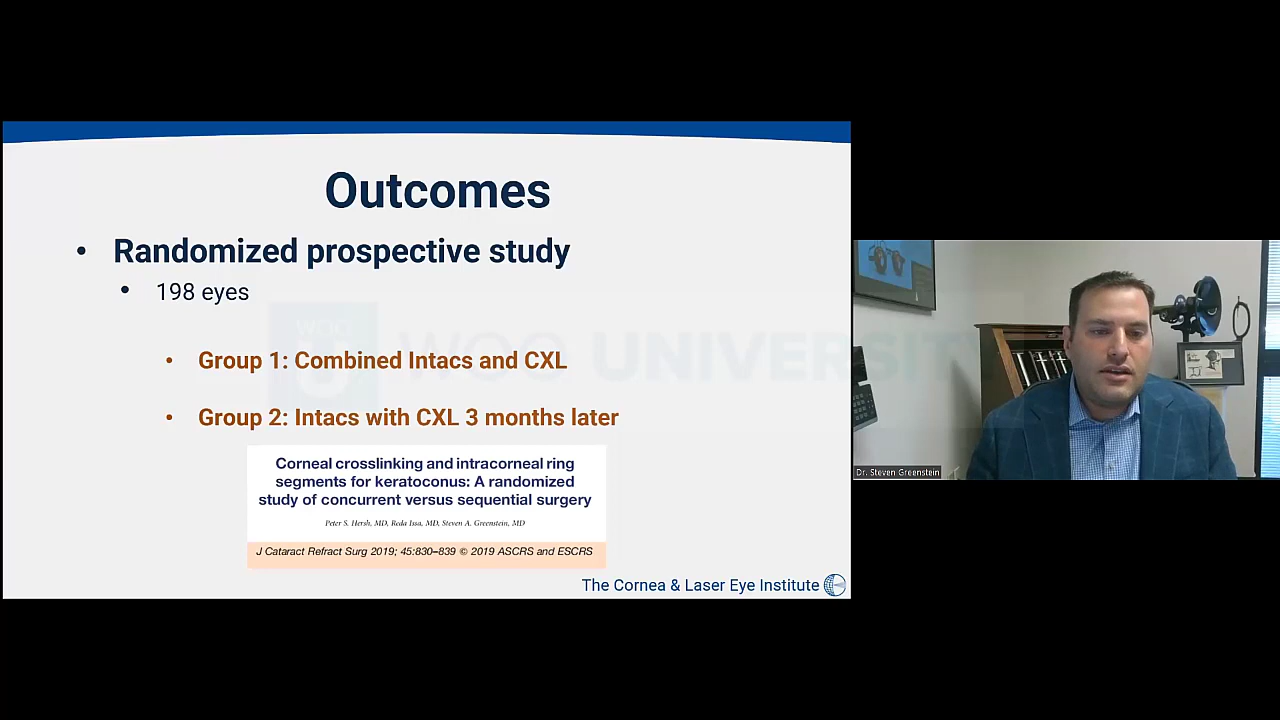 Outcomes
• Randomized prospective study
• 198 eyes
• Group 1: Combined Intacs and CXL
• Group 2: Intacs with CXL 3 months later
Corneal crosslinking and intracorneal ring
segments for keratoconus: A randomized
study of concurrent versus sequential surgery
Peter S. Hersh, MD, Reda Issa, MD, Steven A. Greenstein, MD
J Cataract Refract Surg 2019; 45:830–839 © 2019 ASCRS and ESCRS
The Cornea & Laser Eye Institute
WOO
U
WOO UNIVERSITY
Dr. Steven Greenstein